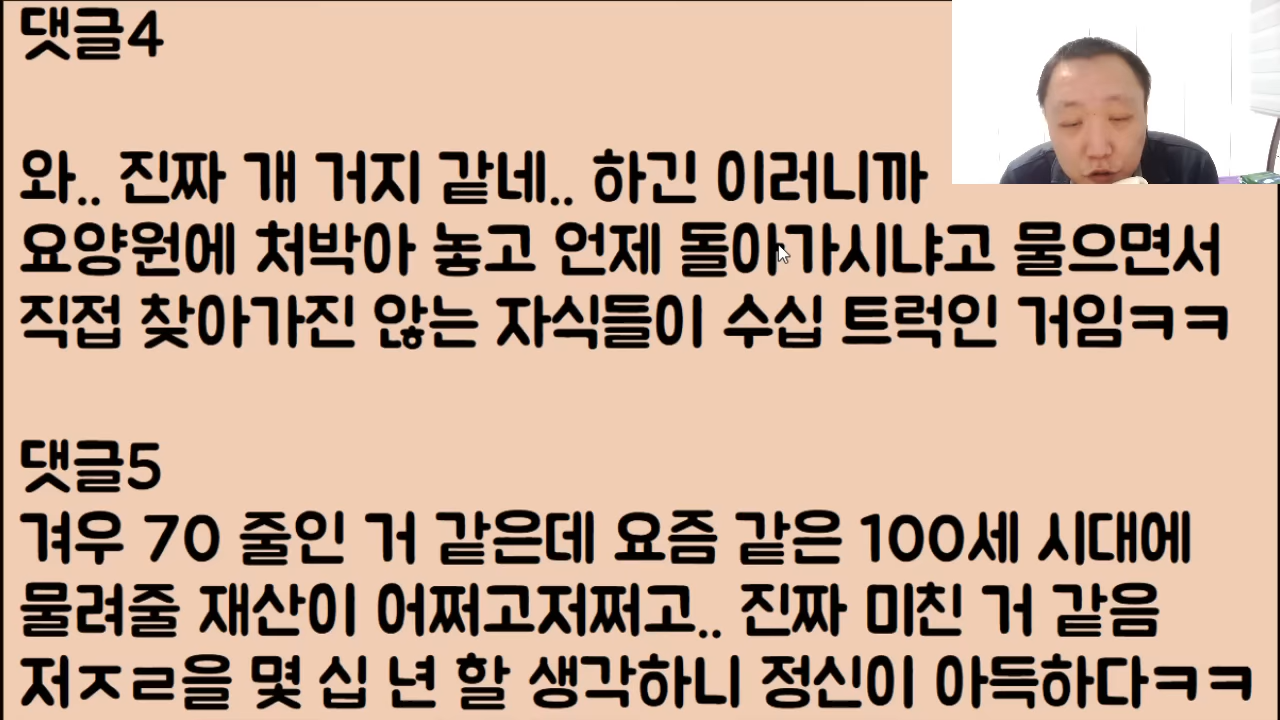 댓글4
와.. 진짜 개 거지 같네.. 하긴 이러니까
요양원에 처박아 놓고 언제 돌아가시냐고 물으면서
직접 찾아가진 않는 자식들이 수십 트럭인 거임ㅋㅋ
댓글5
겨우 70 줄인 거 같은데 요즘 같은 100세 시대에
물려줄 재산이 어쩌고저쩌고.. 진짜 미친 거 같음
저ㅈㄹ을 몇 십 년 할 생각하니 정신이 아득하다ㅋㅋ